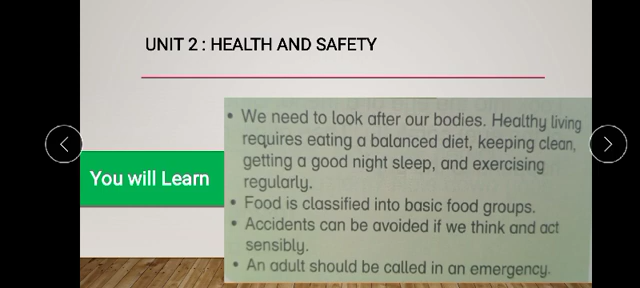 UNIT 2 : HEALTH AND SAFETY
You will Learn
• We need to look after our bodies. Healthy living
requires eating a balanced diet, keeping clean,
getting a good night sleep, and exercising
regularly.
• Food is classified into basic food groups.
• Accidents can be avoided if we think and act
sensibly.
• An adult should be called in an emergency.